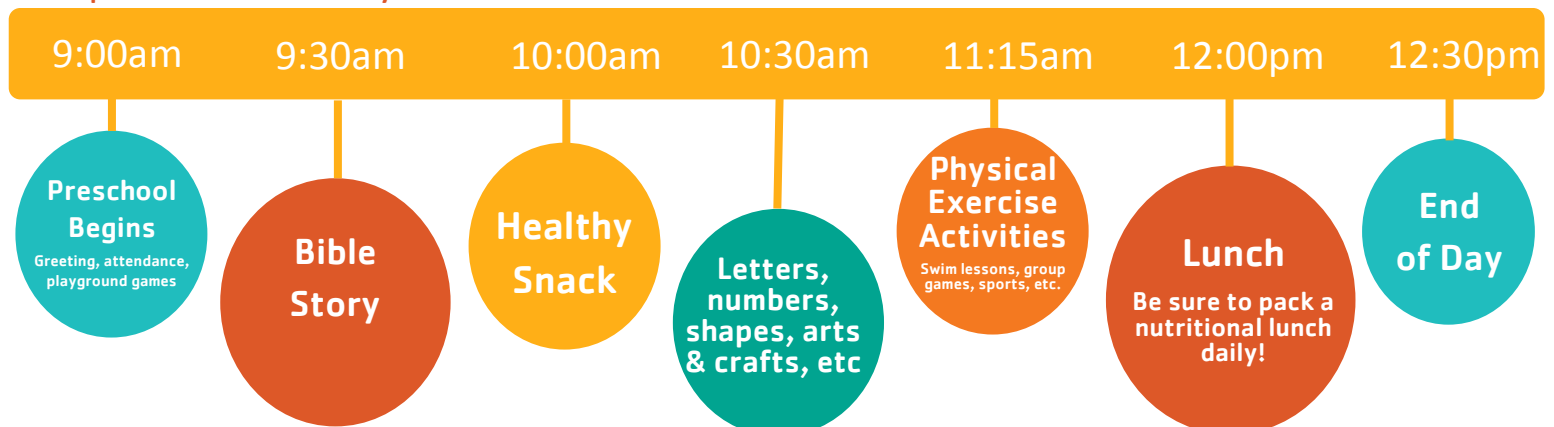 9:00am
9:30am
10:00am
10:30am
11:15am
12:00pm
12:30pm
Preschool
Begins
Greeting, attendance,
playground games
Bible
Story
Healthy
Snack
Letters,
numbers,
shapes, arts
& crafts, etc
Physical
Exercise
Activities
Swim lessons, group
games, sports, etc.
Lunch
Be sure to pack a
nutritional lunch
daily!
End
of Day